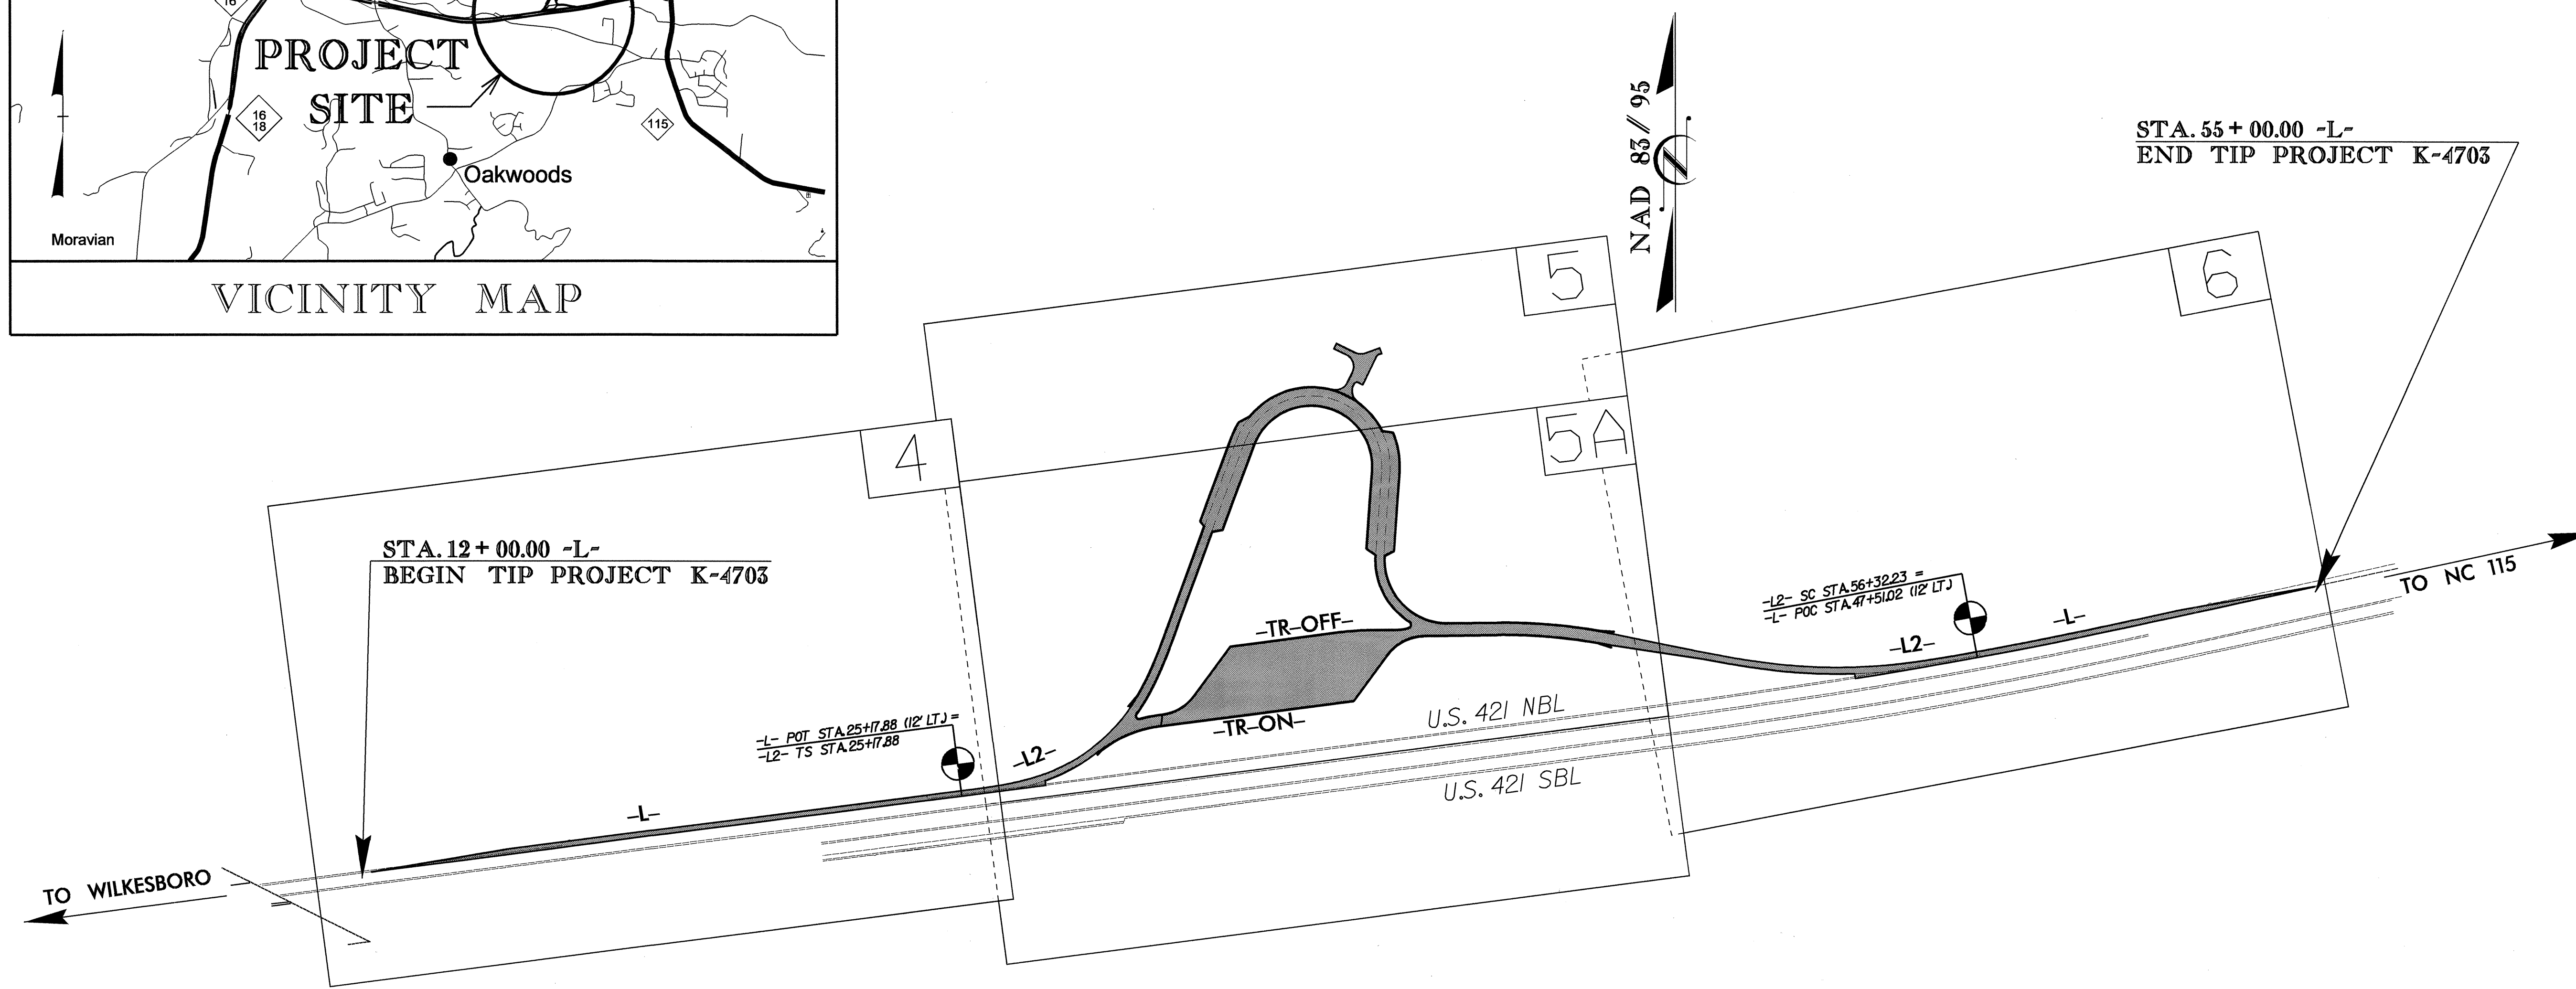 16
PROJECT
SITE
16
18
115
Oakwoods
Moravian
VICINITY MAP
NAD 83/95
STA. 55+00.00 -L-
END TIP PROJECT K-4703
5
6
5A
4
STA. 12+00.00 -L-
BEGIN TIP PROJECT K-4703
-L2- SC STA.56+32.23 =
-L- POC STA.47+51.02 (12' LT.)
TO NC 115
-TR-OFF-
-L-
-L2-
U.S. 421 NBL
-TR-ON-
-L- POT STA.25+17.88 (12' LT.) =
-L2- TS STA.25+17.88
-L2-
U.S. 421 SBL
-L-
TO WILKESBORO